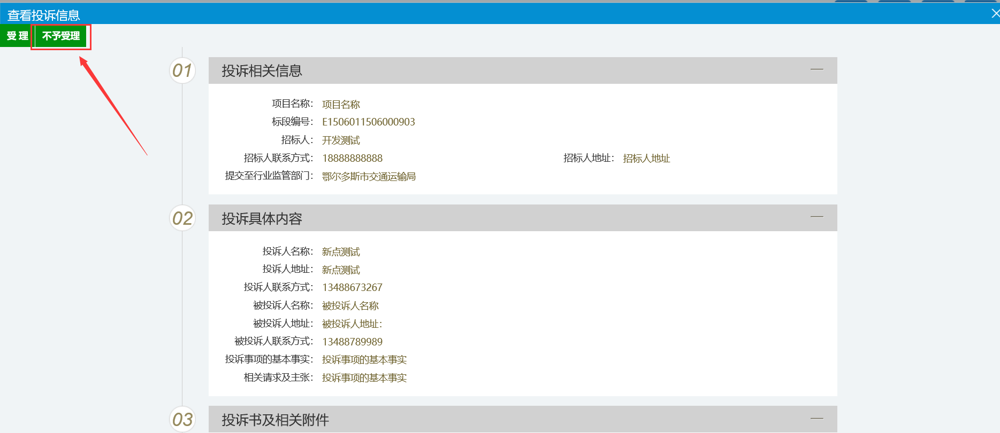 查看投诉信息
受 理 不予受理
01 投诉相关信息
项目名称： 项目名称
标段编号： E1506011506000903
招标人： 开发测试
招标人联系方式： 18888888888 招标人地址： 招标人地址
提交至行业监管部门： 鄂尔多斯市交通运输局
02 投诉具体内容
投诉人名称： 新点测试
投诉人地址： 新点测试
投诉人联系方式： 13488673267
被投诉人名称： 被投诉人名称
被投诉人地址： 被投诉人地址：
被投诉人联系方式： 13488789989
投诉事项的基本事实： 投诉事项的基本事实
相关请求及主张： 投诉事项的基本事实
03 投诉书及相关附件